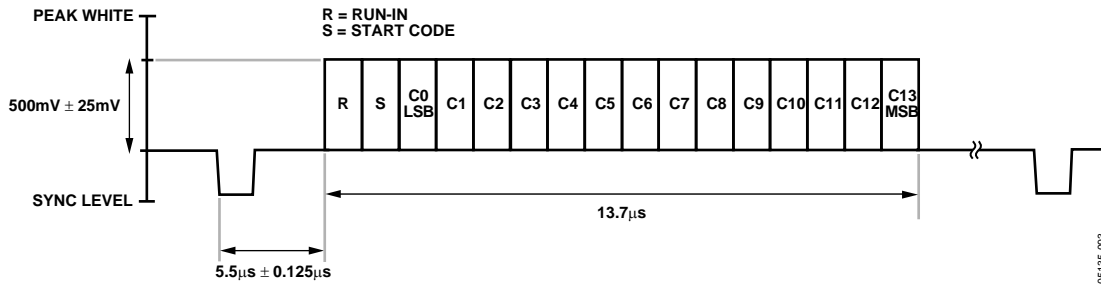 PEAK WHITE
R = RUN-IN
S = START CODE
500mV ± 25mV
R
S
C0
LSB
C1
C2
C3
C4
C5
C6
C7
C8
C9
C10
C11
C12
C13
MSB
SYNC LEVEL
13.7μs
5.5μs ± 0.125μs